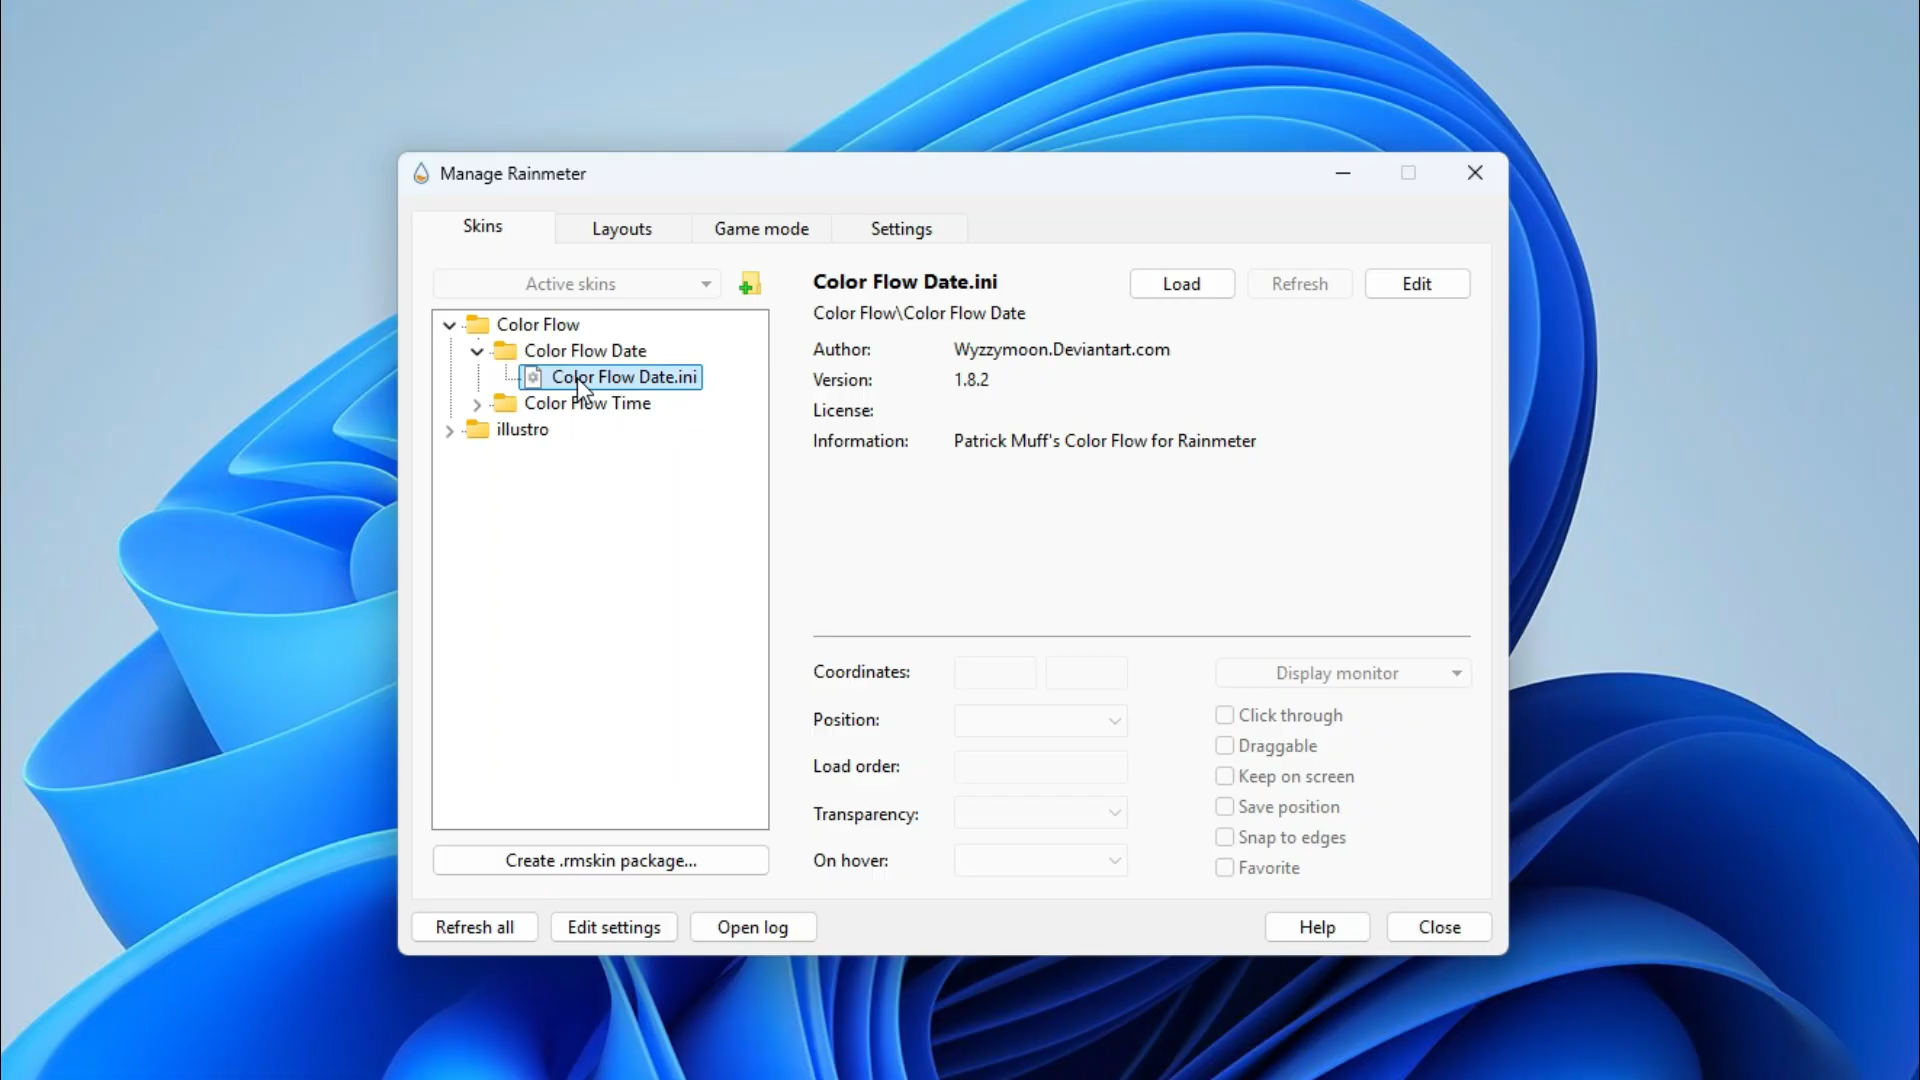 Manage Rainmeter
Skins
Layouts
Game mode
Settings
Active skins
Color Flow
Color Flow Date
Color Flow Date.ini
Color Flow Time
illustro
Create .rmskin package...
Color Flow Date.ini
Load
Refresh
Edit
Color Flow\Color Flow Date
Author: Wyzzymoon.Deviantart.com
Version: 1.8.2
License:
Information: Patrick Muff's Color Flow for Rainmeter
Coordinates:
Position:
Load order:
Transparency:
On hover:
Display monitor
Click through
Draggable
Keep on screen
Save position
Snap to edges
Favorite
Refresh all
Edit settings
Open log
Help
Close